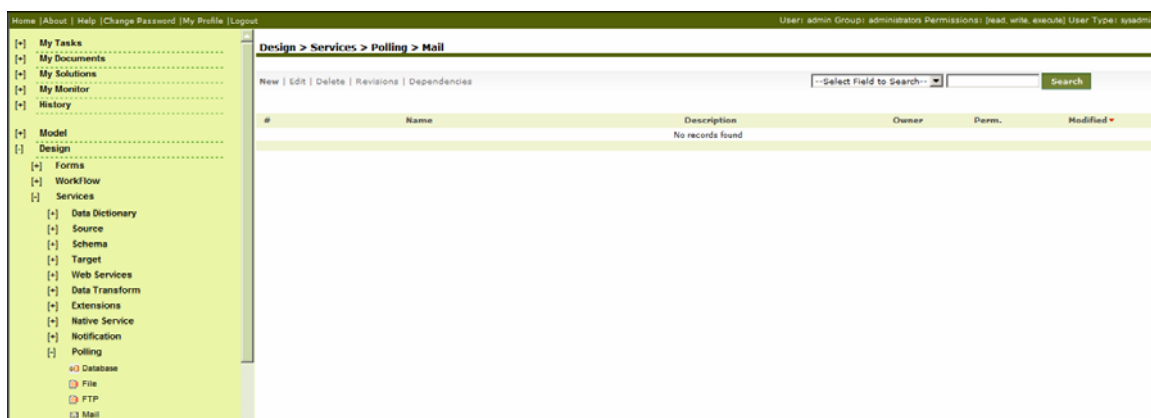 Home |About | Help |Change Password |My Profile |Logout User: admin Group: administrators Permissions: [read, write, execute] User Type: sysadmi
[+] My Tasks
[+] My Documents
[+] My Solutions
[+] My Monitor
[+] History
[+] Model
[-] Design
[+] Forms
[+] WorkFlow
[-] Services
[+] Data Dictionary
[+] Source
[+] Schema
[+] Target
[+] Web Services
[+] Data Transform
[+] Extensions
[+] Native Service
[+] Notification
[-] Polling
Database
File
FTP
Mail
Design > Services > Polling > Mail
New | Edit | Delete | Revisions | Dependencies --Select Field to Search-- Search
# Name Description Owner Perm. Modified
No records found